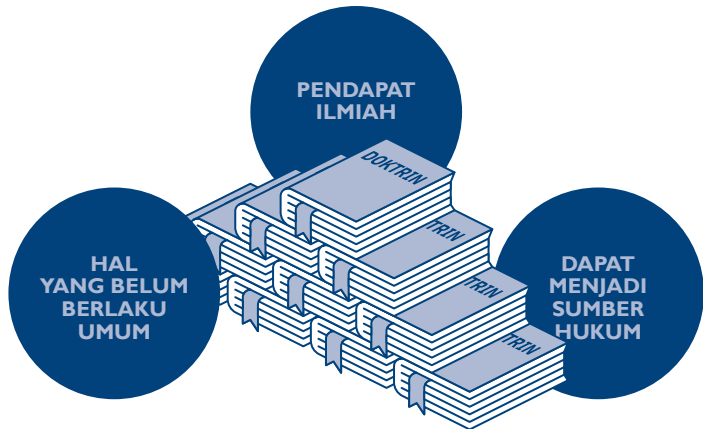 PENDAPAT
ILMIAH
DOKTRIN
TRIN
TRIN
TRIN
HAL
YANG BELUM
BERLAKU
UMUM
DAPAT
MENJADI
SUMBER
HUKUM